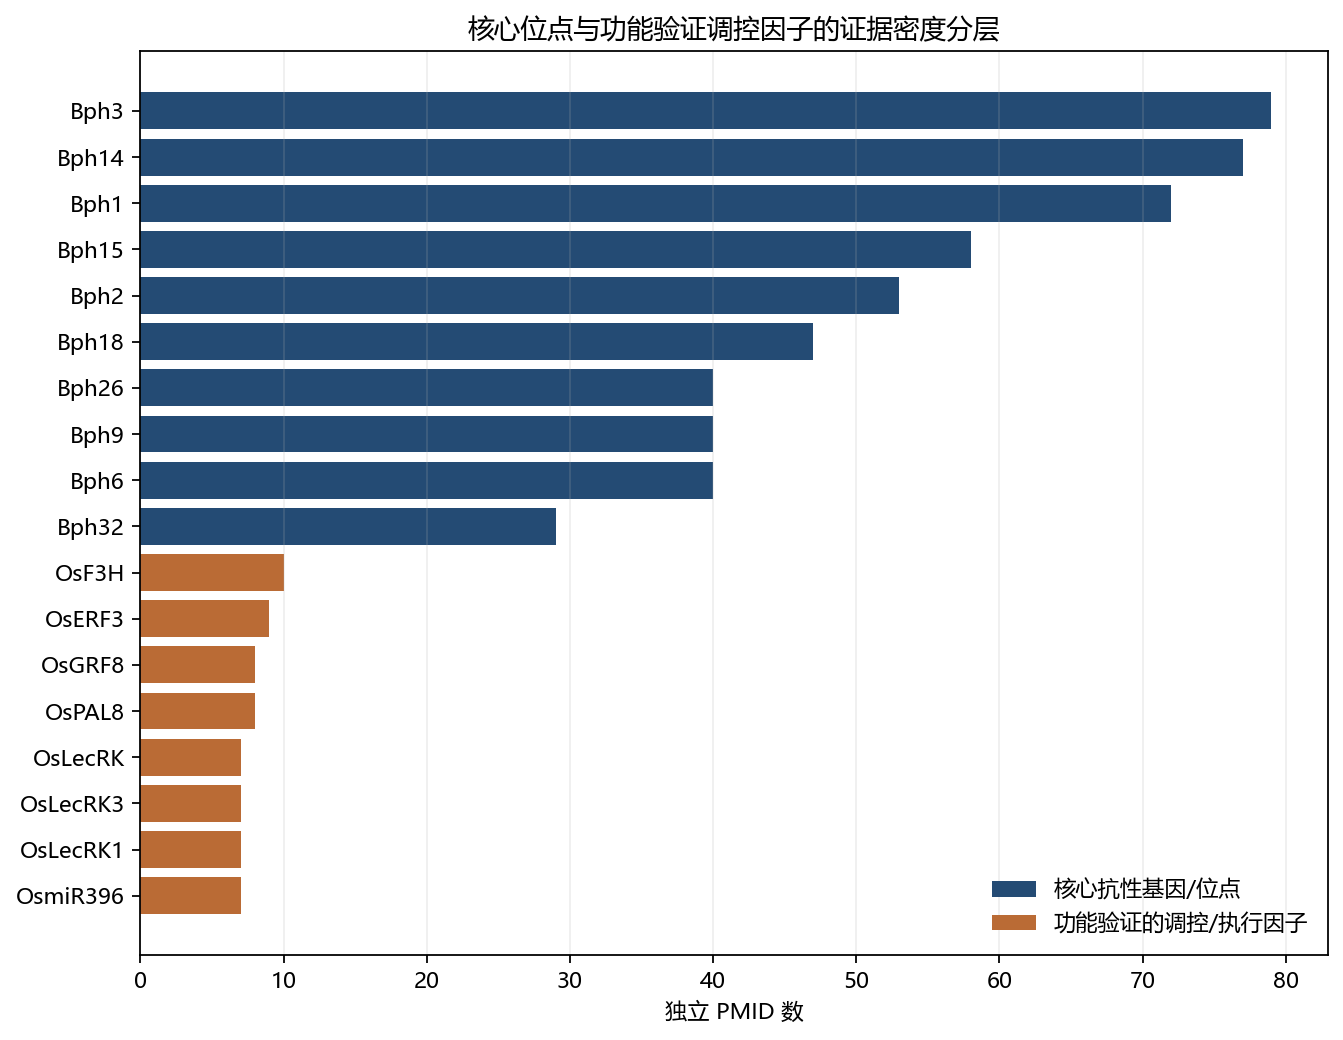 核心位点与功能验证调控因子的证据密度分层
Bph3
Bph14
Bph1
Bph15
Bph2
Bph18
Bph26
Bph9
Bph6
Bph32
OsF3H
OsERF3
OsGRF8
OsPAL8
OsLecRK
OsLecRK3
OsLecRK1
OsmiR396
核心抗性基因/位点
功能验证的调控/执行因子
0 10 20 30 40 50 60 70 80
独立 PMID 数